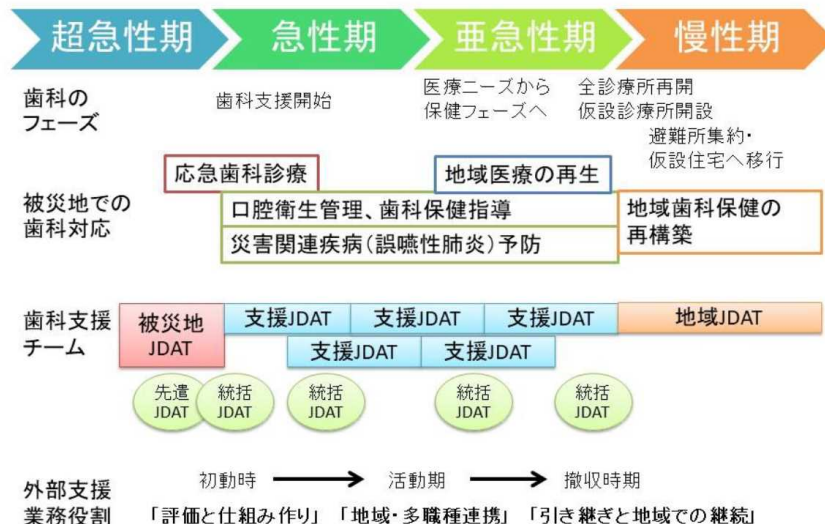 超急性期 急性期 亜急性期 慢性期
歯科の
フェーズ
歯科支援開始
医療ニーズから
保健フェーズへ
全診療所再開
仮設診療所開設
避難所集約・
仮設住宅へ移行
被災地での
歯科対応
応急歯科診療
地域医療の再生
口腔衛生管理、歯科保健指導
災害関連疾病(誤嚥性肺炎)予防
地域歯科保健の
再構築
歯科支援
チーム
被災地
JDAT
支援JDAT 支援JDAT 支援JDAT
地域JDAT
支援JDAT 支援JDAT
先遣
JDAT
統括
JDAT
統括
JDAT
統括
JDAT
統括
JDAT
外部支援
業務役割
初動時 活動期 撤収時期
「評価と仕組み作り」 「地域・多職種連携」 「引き継ぎと地域での継続」